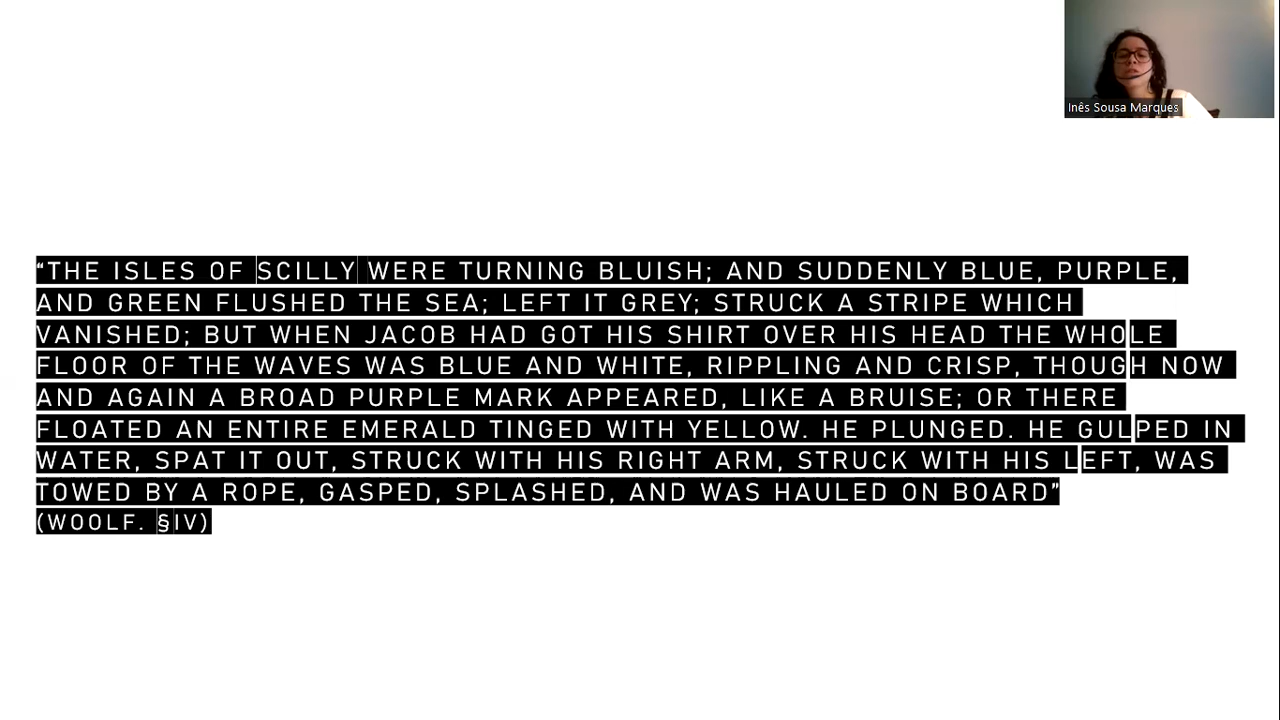 Inês Sousa Marques
“THE ISLES OF SCILLY WERE TURNING BLUISH; AND SUDDENLY BLUE, PURPLE,
AND GREEN FLUSHED THE SEA; LEFT IT GREY; STRUCK A STRIPE WHICH
VANISHED; BUT WHEN JACOB HAD GOT HIS SHIRT OVER HIS HEAD THE WHOLE
FLOOR OF THE WAVES WAS BLUE AND WHITE, RIPPLING AND CRISP, THOUGH NOW
AND AGAIN A BROAD PURPLE MARK APPEARED, LIKE A BRUISE; OR THERE
FLOATED AN ENTIRE EMERALD TINGED WITH YELLOW. HE PLUNGED. HE GULPED IN
WATER, SPAT IT OUT, STRUCK WITH HIS RIGHT ARM, STRUCK WITH HIS LEFT, WAS
TOWED BY A ROPE, GASPED, SPLASHED, AND WAS HAULED ON BOARD”
(WOOLF. §IV)